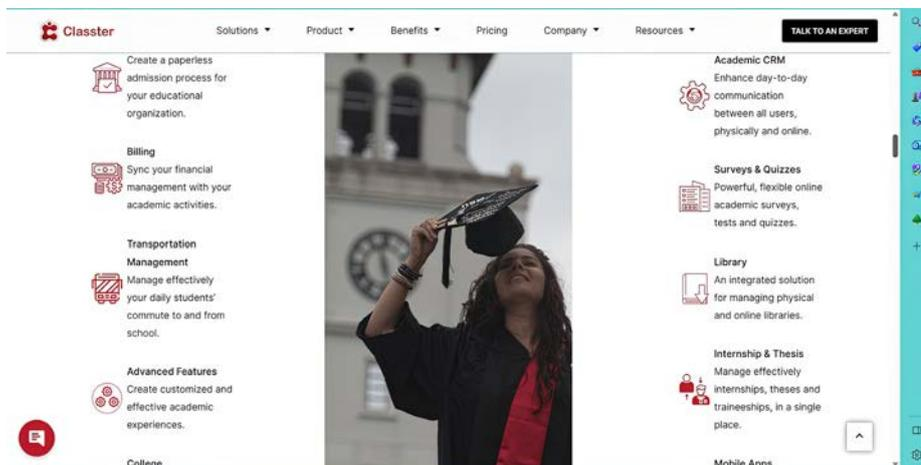 Classter
Solutions
Product
Benefits
Pricing
Company
Resources
TALK TO AN EXPERT
Create a paperless
admission process for
your educational
organization.
Billing
Sync your financial
management with your
academic activities.
Transportation
Management
Manage effectively
your daily students'
commute to and from
school.
Advanced Features
Create customized and
effective academic
experiences.
College
Academic CRM
Enhance day-to-day
communication
between all users,
physically and online.
Surveys & Quizzes
Powerful, flexible online
academic surveys,
tests and quizzes.
Library
An integrated solution
for managing physical
and online libraries.
Internship & Thesis
Manage effectively
internships, theses and
traineeships, in a single
place.
Mobile Apps